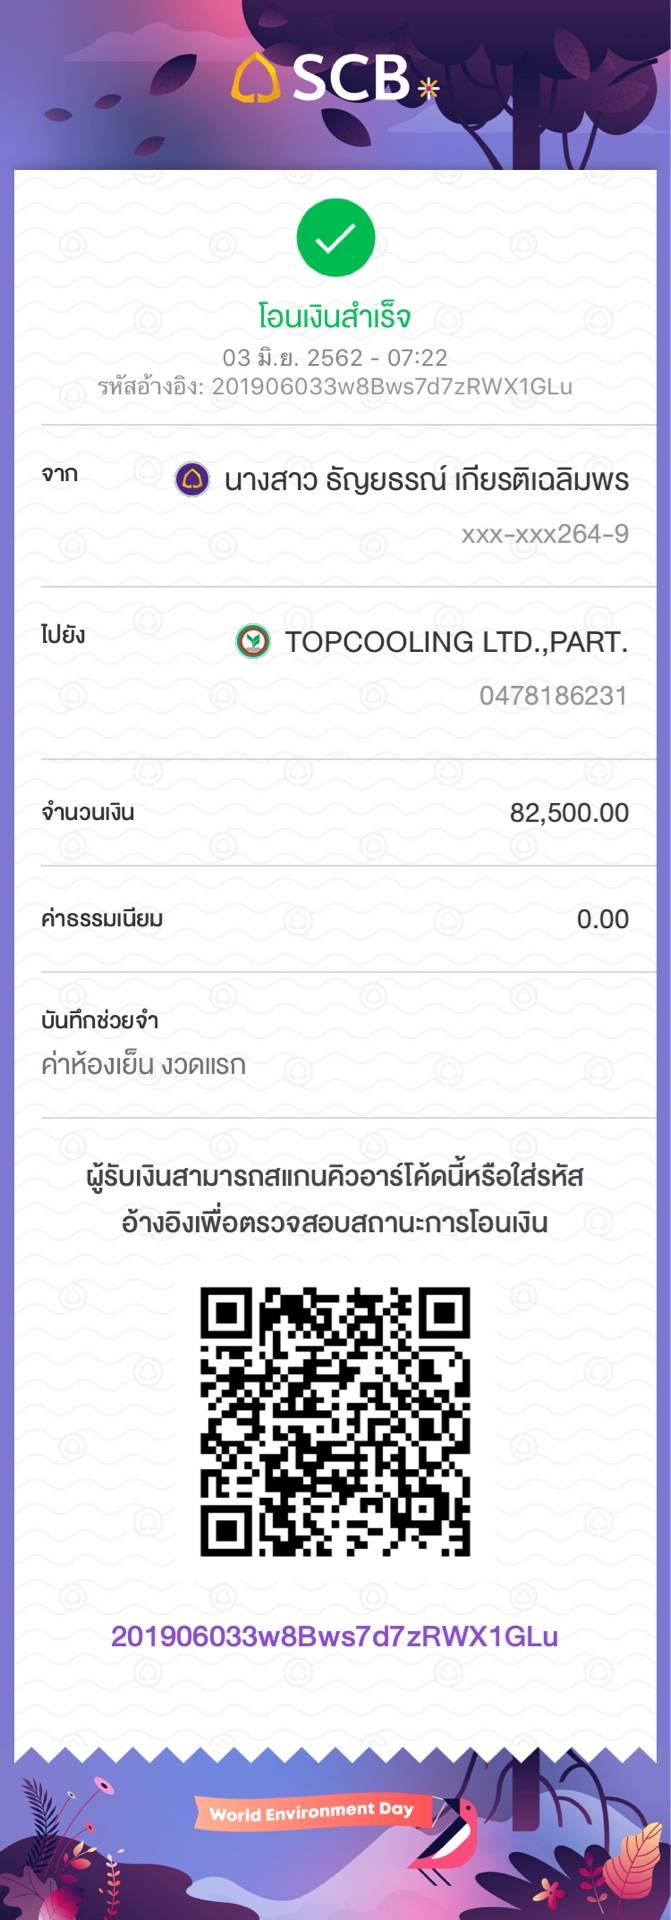 SCB
โอนเงินสำเร็จ
03 มิ.ย. 2562 - 07:22
รหัสอ้างอิง: 201906033w8Bws7d7zRWX1GLu
จาก
นางสาว ธัญยธรณ์ เกียรติเฉลิมพร
xxx-xxx264-9
ไปยัง
TOPCOOLING LTD.,PART.
0478186231
จำนวนเงิน 82,500.00
ค่าธรรมเนียม 0.00
บันทึกช่วยจำ
ค่าห้องเย็น งวดแรก
ผู้รับเงินสามารถสแกนคิวอาร์โค้ดนี้หรือใส่รหัส
อ้างอิงเพื่อตรวจสอบสถานะการโอนเงิน
201906033w8Bws7d7zRWX1GLu
World Environment Day